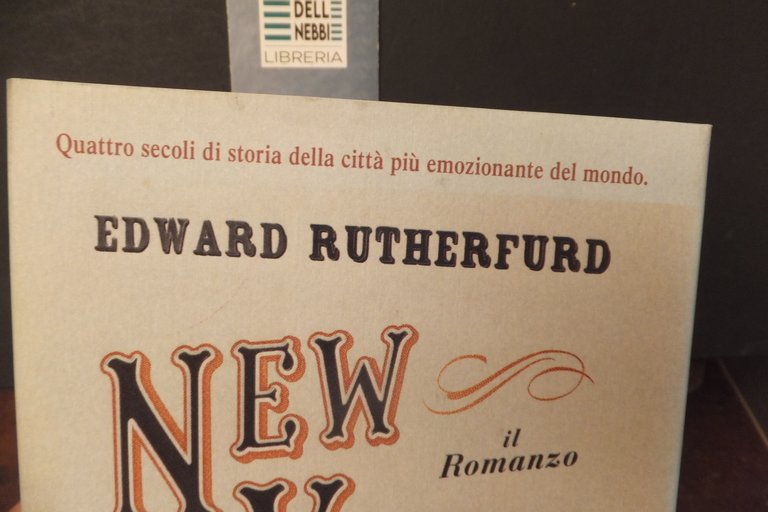 DELL
NEBBI
LIBRERIA
Quattro secoli di storia della città più emozionante del mondo.
EDWARD RUTHERFURD
NEW
il
Romanzo